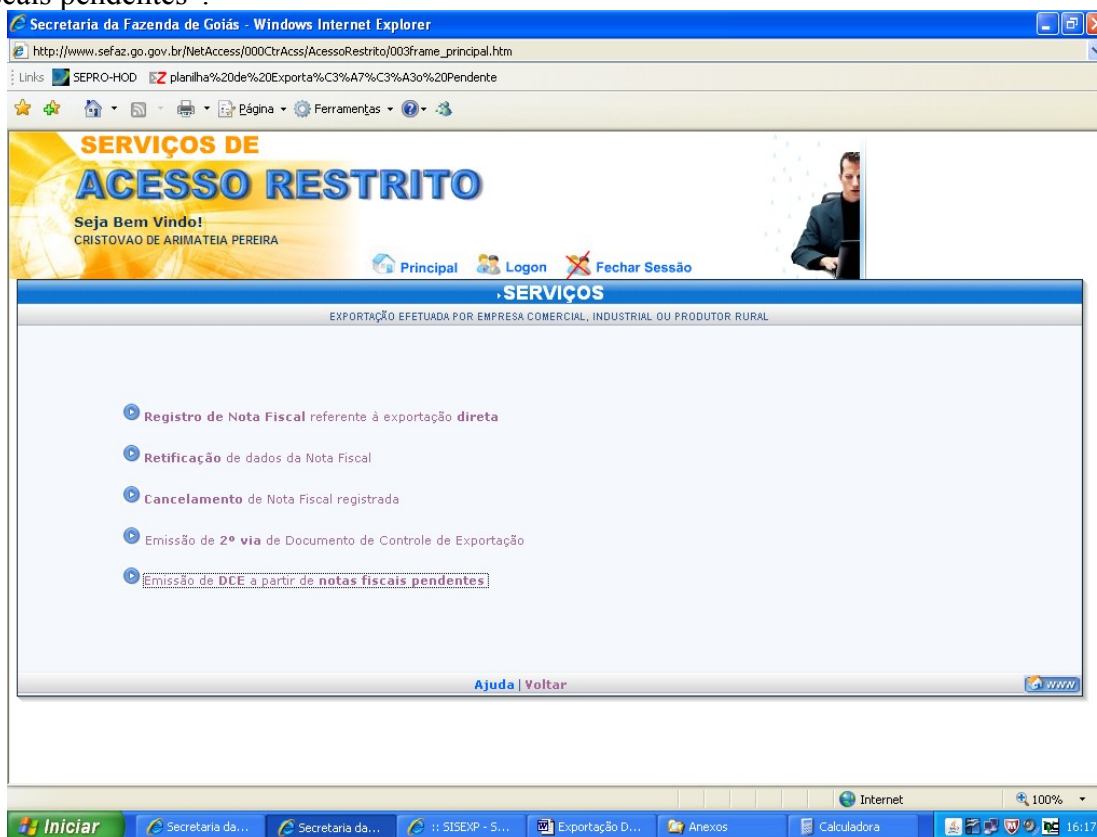 cais pendentes".
Secretaria da Fazenda de Goiás - Windows Internet Explorer
http://www.sefaz.go.gov.br/NetAccess/000CtrAcss/AcessoRestrito/003frame_principal.htm
Links SEPRO-HOD planilha%20de%20Exporta%C3%A7%C3%A3o%20Pendente
Página Ferramentas
SERVIÇOS DE
ACESSO RESTRITO
Seja Bem Vindo!
CRISTOVAO DE ARIMATEIA PEREIRA
Principal Logon Fechar Sessão
SERVIÇOS
EXPORTAÇÃO EFETUADA POR EMPRESA COMERCIAL, INDUSTRIAL OU PRODUTOR RURAL
Registro de Nota Fiscal referente à exportação direta
Retificação de dados da Nota Fiscal
Cancelamento de Nota Fiscal registrada
Emissão de 2º via de Documento de Controle de Exportação
Emissão de DCE a partir de notas fiscais pendentes
Ajuda | Voltar
www
Internet 100%
Iniciar Secretaria da... Secretaria da... :: SISEXP - S... Exportação D... Anexos Calculadora 16:17